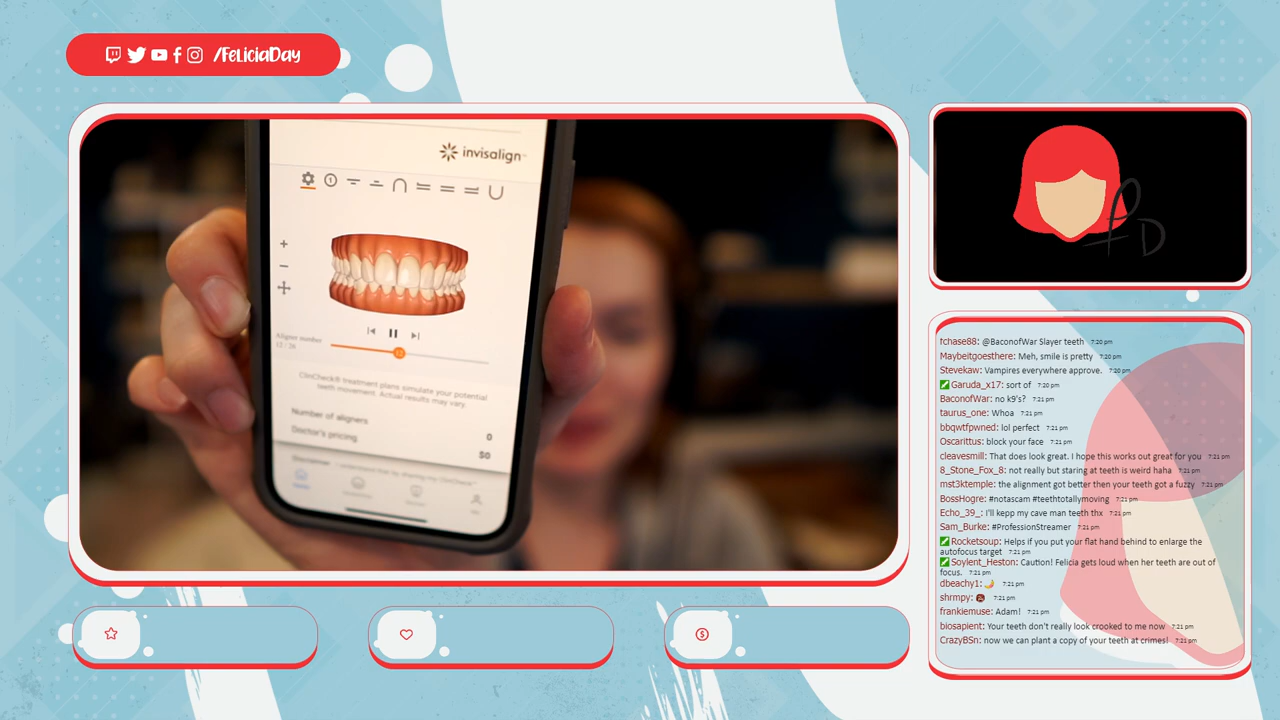 /FeliciaDay
invisalign
Aligner number
12 / 26
ClinCheck® treatment plans simulate your potential
teeth movement. Actual results may vary.
Number of aligners
0
Doctor's pricing
$0
FD
fchase88: @BaconofWar Slayer teeth 7:20 pm
Maybeitgoesthere: Meh, smile is pretty 7:20 pm
Stevekaw: Vampires everywhere approve. 7:20 pm
Garuda_x17: sort of 7:20 pm
BaconofWar: no k9's? 7:21 pm
taurus_one: Whoa 7:21 pm
bbqwtfpwned: lol perfect 7:21 pm
Oscarittus: block your face 7:21 pm
cleavesmill: That does look great. I hope this works out great for you 7:21 pm
8_Stone_Fox_8: not really but staring at teeth is weird haha 7:21 pm
mst3ktemple: the alignment got better then your teeth got a fuzzy 7:21 pm
BossHogre: #notascam #teethtotallymoving 7:21 pm
Echo_39_: I'll kepp my cave man teeth thx 7:21 pm
Sam_Burke: #ProfessionStreamer 7:21 pm
Rocketsoup: Helps if you put your flat hand behind to enlarge the
autofocus target 7:21 pm
Soylent_Heston: Caution! Felicia gets loud when her teeth are out of
focus. 7:21 pm
dbeachy1: 7:21 pm
shrmpy: 7:21 pm
frankiemuse: Adam! 7:21 pm
biosapient: Your teeth don't really look crooked to me now 7:21 pm
CrazyBSn: now we can plant a copy of your teeth at crimes! 7:21 pm